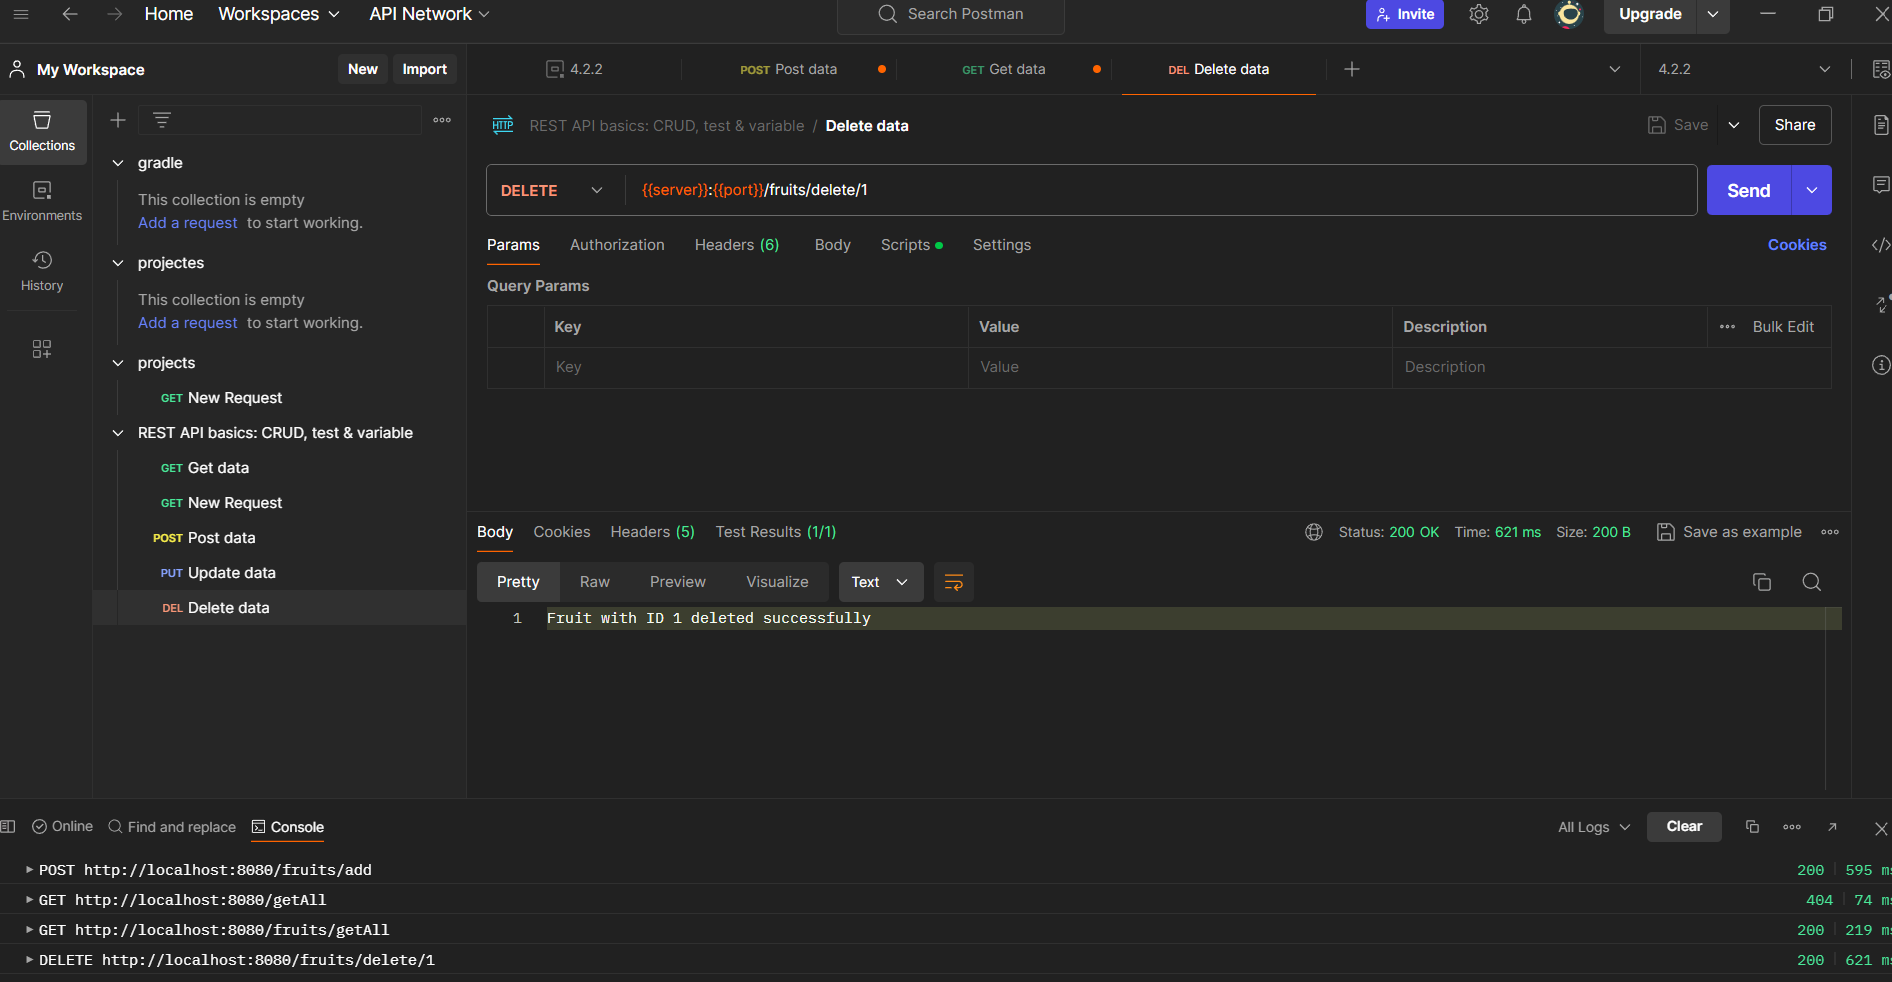 Home Workspaces API Network Search Postman Invite Upgrade
My Workspace New Import
4.2.2 POST Post data GET Get data DEL Delete data 4.2.2
Collections
Environments
History
gradle
This collection is empty
Add a request to start working.
projectes
This collection is empty
Add a request to start working.
projects
GET New Request
REST API basics: CRUD, test & variable
GET Get data
GET New Request
POST Post data
PUT Update data
DEL Delete data
HTTP REST API basics: CRUD, test & variable / Delete data Save Share
DELETE {{server}}:{{port}}/fruits/delete/1 Send
Params Authorization Headers (6) Body Scripts Settings Cookies
Query Params
Key Value Description Bulk Edit
Key Value Description
Body Cookies Headers (5) Test Results (1/1) Status: 200 OK Time: 621 ms Size: 200 B Save as example
Pretty Raw Preview Visualize Text
1 Fruit with ID 1 deleted successfully
Online Find and replace Console All Logs Clear
POST http://localhost:8080/fruits/add 200 595 ms
GET http://localhost:8080/getAll 404 74 ms
GET http://localhost:8080/fruits/getAll 200 219 ms
DELETE http://localhost:8080/fruits/delete/1 200 621 ms